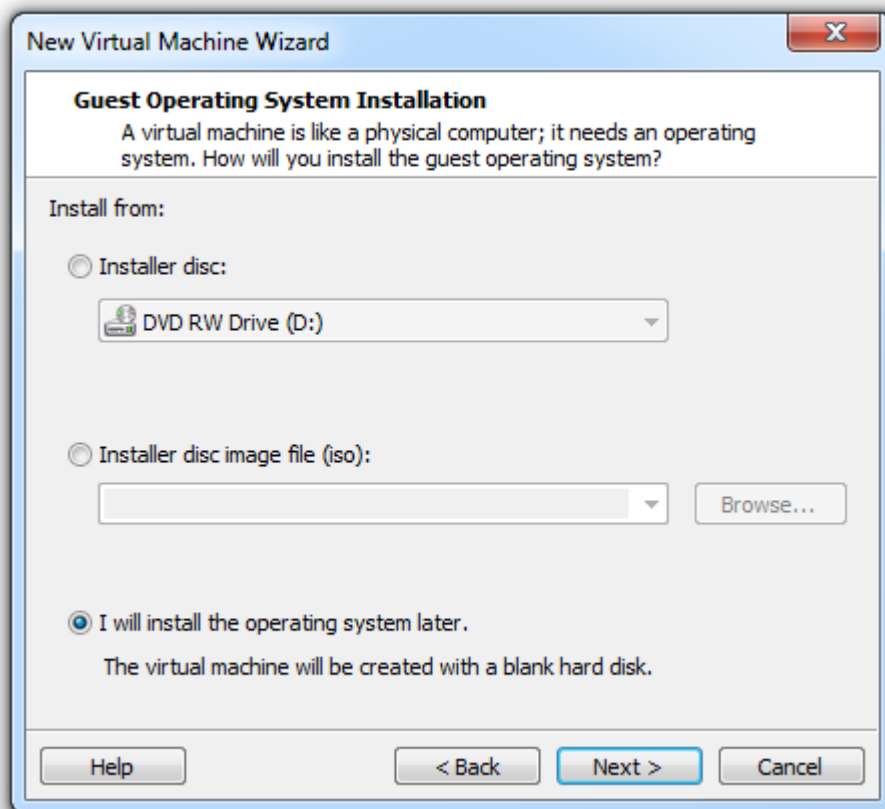 New Virtual Machine Wizard
Guest Operating System Installation
A virtual machine is like a physical computer; it needs an operating
system. How will you install the guest operating system?
Install from:
Installer disc:
DVD RW Drive (D:)
Installer disc image file (iso):
Browse...
I will install the operating system later.
The virtual machine will be created with a blank hard disk.
Help
< Back
Next >
Cancel